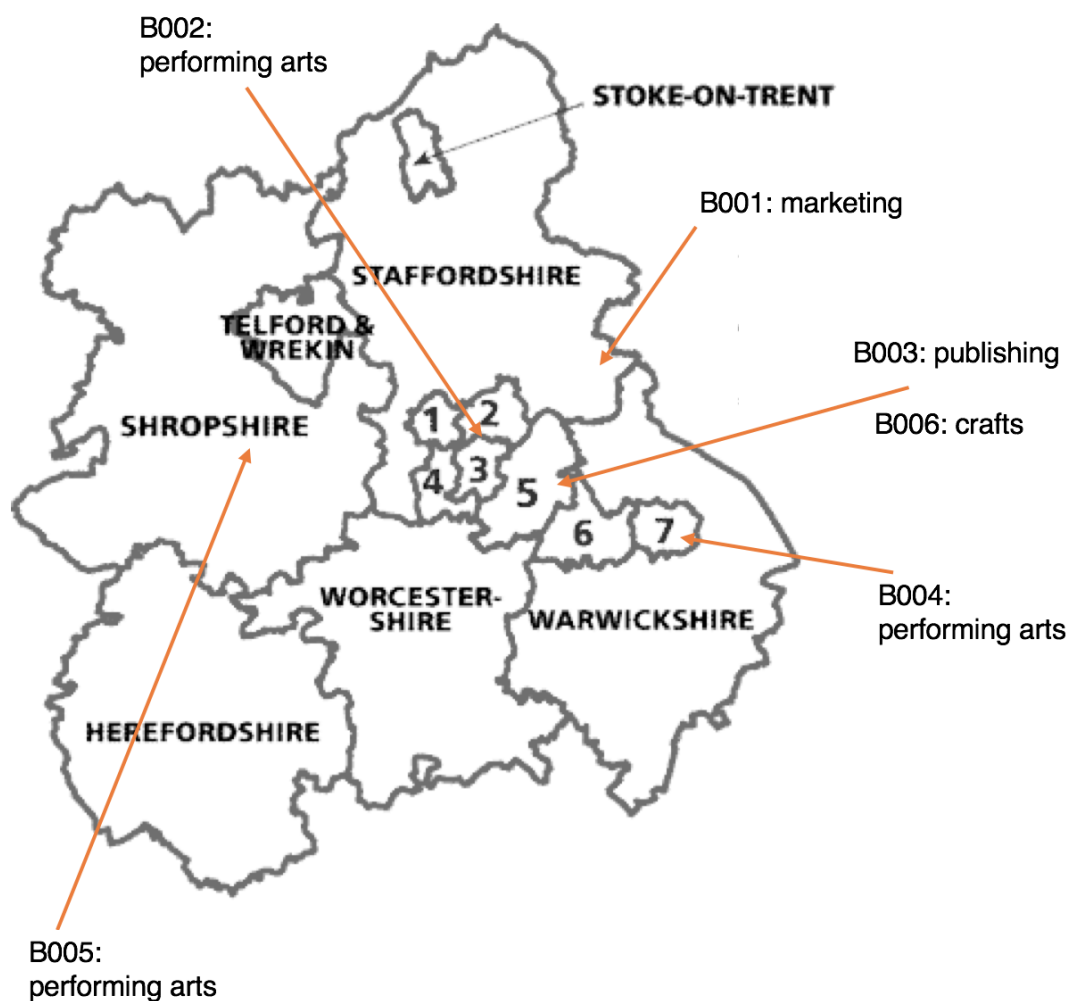 B002:
performing arts
STOKE-ON-TRENT
B001: marketing
STAFFORDSHIRE
TELFORD &
WREKIN
B003: publishing
SHROPSHIRE
1
2
B006: crafts
3
4
5
6
7
WORCESTER-
SHIRE
WARWICKSHIRE
B004:
performing arts
HEREFORDSHIRE
B005:
performing arts